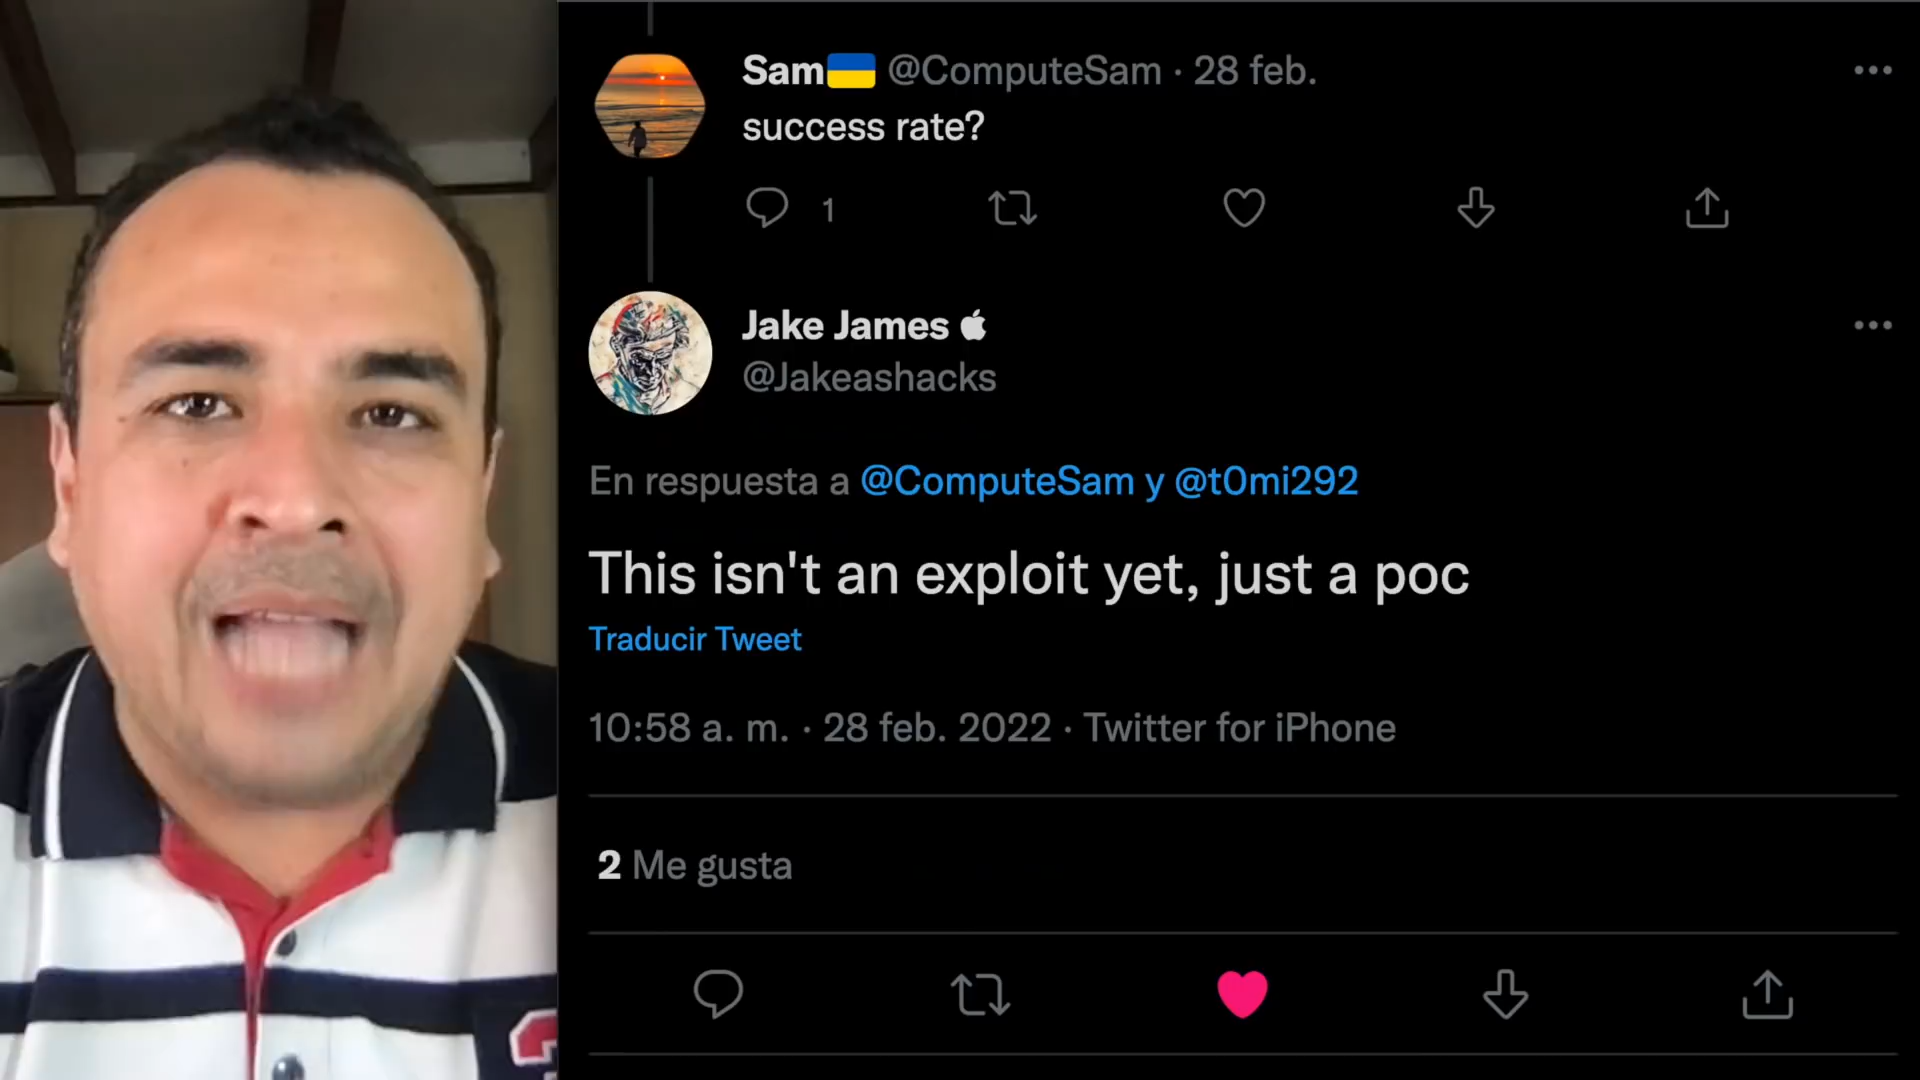 Sam🇺🇦 @ComputeSam · 28 feb.
success rate?
1
Jake James 
@Jakeashacks
En respuesta a @ComputeSam y @t0mi292
This isn't an exploit yet, just a poc
Traducir Tweet
10:58 a. m. · 28 feb. 2022 · Twitter for iPhone
2 Me gusta